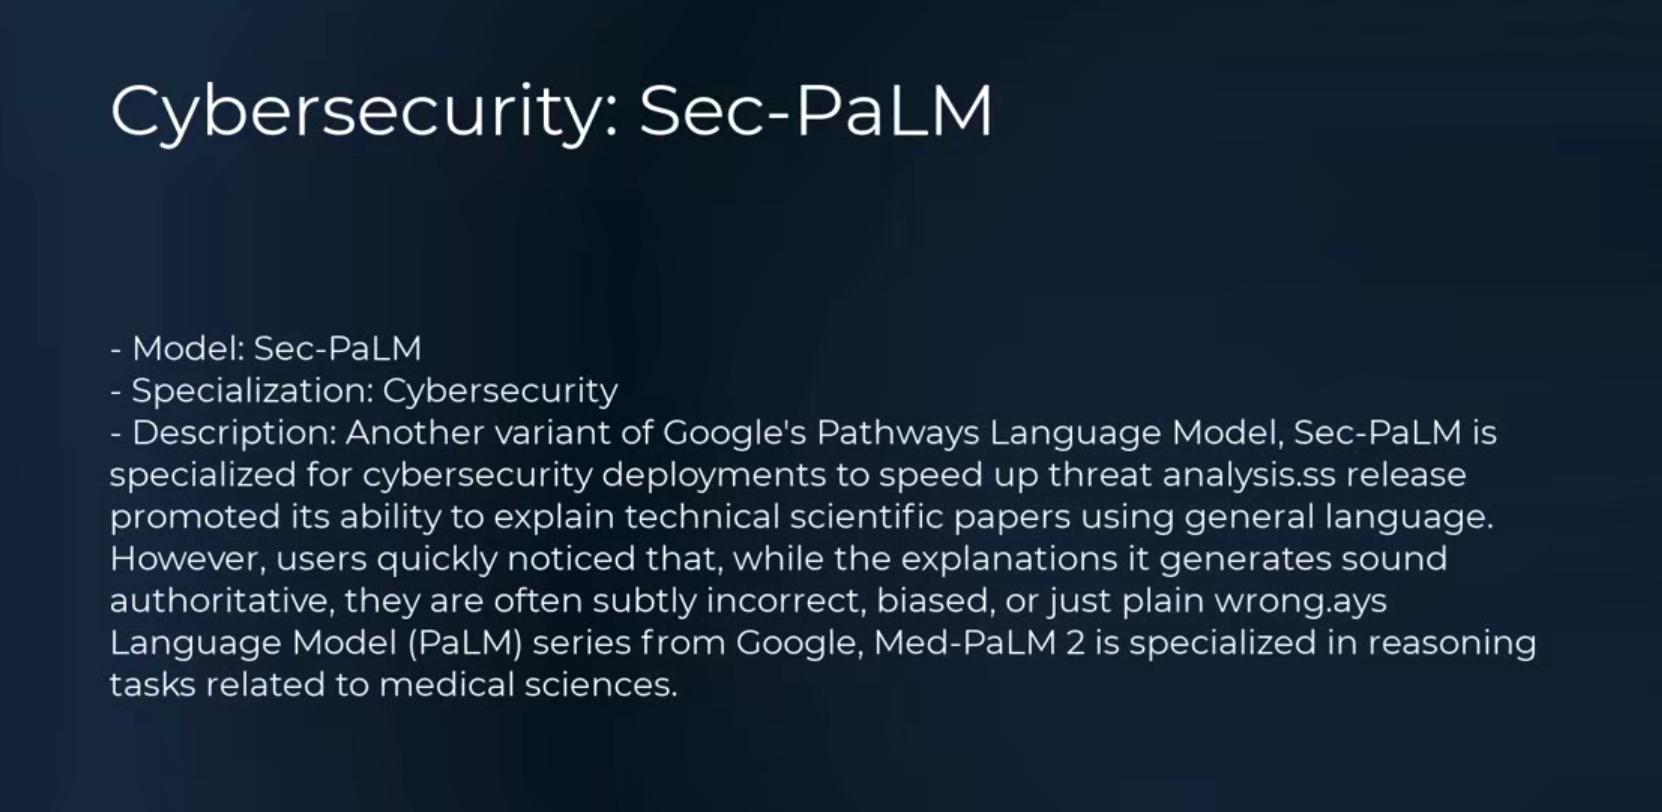 Cybersecurity: Sec-PaLM
- Model: Sec-PaLM
- Specialization: Cybersecurity
- Description: Another variant of Google's Pathways Language Model, Sec-PaLM is
specialized for cybersecurity deployments to speed up threat analysis.ss release
promoted its ability to explain technical scientific papers using general language.
However, users quickly noticed that, while the explanations it generates sound
authoritative, they are often subtly incorrect, biased, or just plain wrong.ays
Language Model (PaLM) series from Google, Med-PaLM 2 is specialized in reasoning
tasks related to medical sciences.